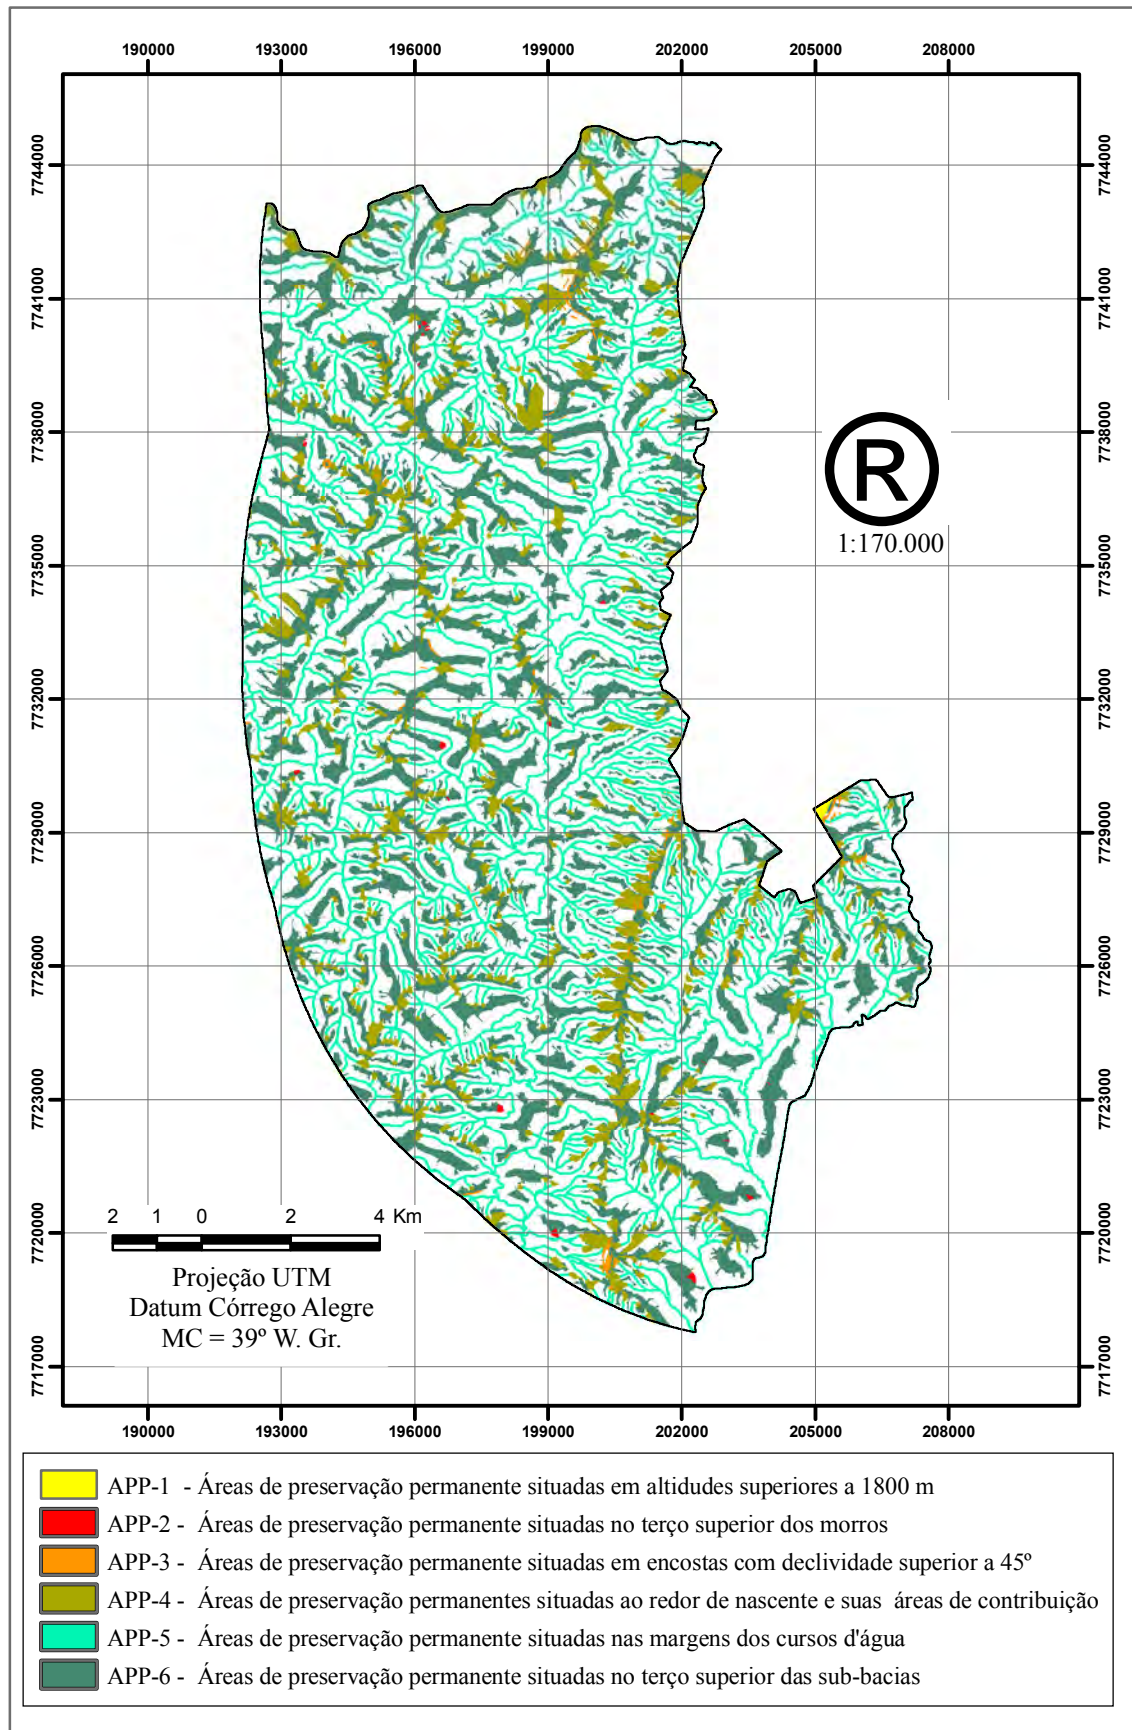 190000 193000 196000 199000 202000 205000 208000
7744000 7744000
7741000 7741000
7738000 7738000
R
1:170.000
7735000 7735000
7732000 7732000
7729000 7729000
7726000 7726000
7723000 7723000
2 1 0 2 4 Km
7720000 7720000
Projeção UTM
Datum Córrego Alegre
MC = 39º W. Gr.
7717000 7717000
190000 193000 196000 199000 202000 205000 208000
APP-1 - Áreas de preservação permanente situadas em altidudes superiores a 1800 m
APP-2 - Áreas de preservação permanente situadas no terço superior dos morros
APP-3 - Áreas de preservação permanente situadas em encostas com declividade superior a 45º
APP-4 - Áreas de preservação permanentes situadas ao redor de nascente e suas áreas de contribuição
APP-5 - Áreas de preservação permanente situadas nas margens dos cursos d'água
APP-6 - Áreas de preservação permanente situadas no terço superior das sub-bacias